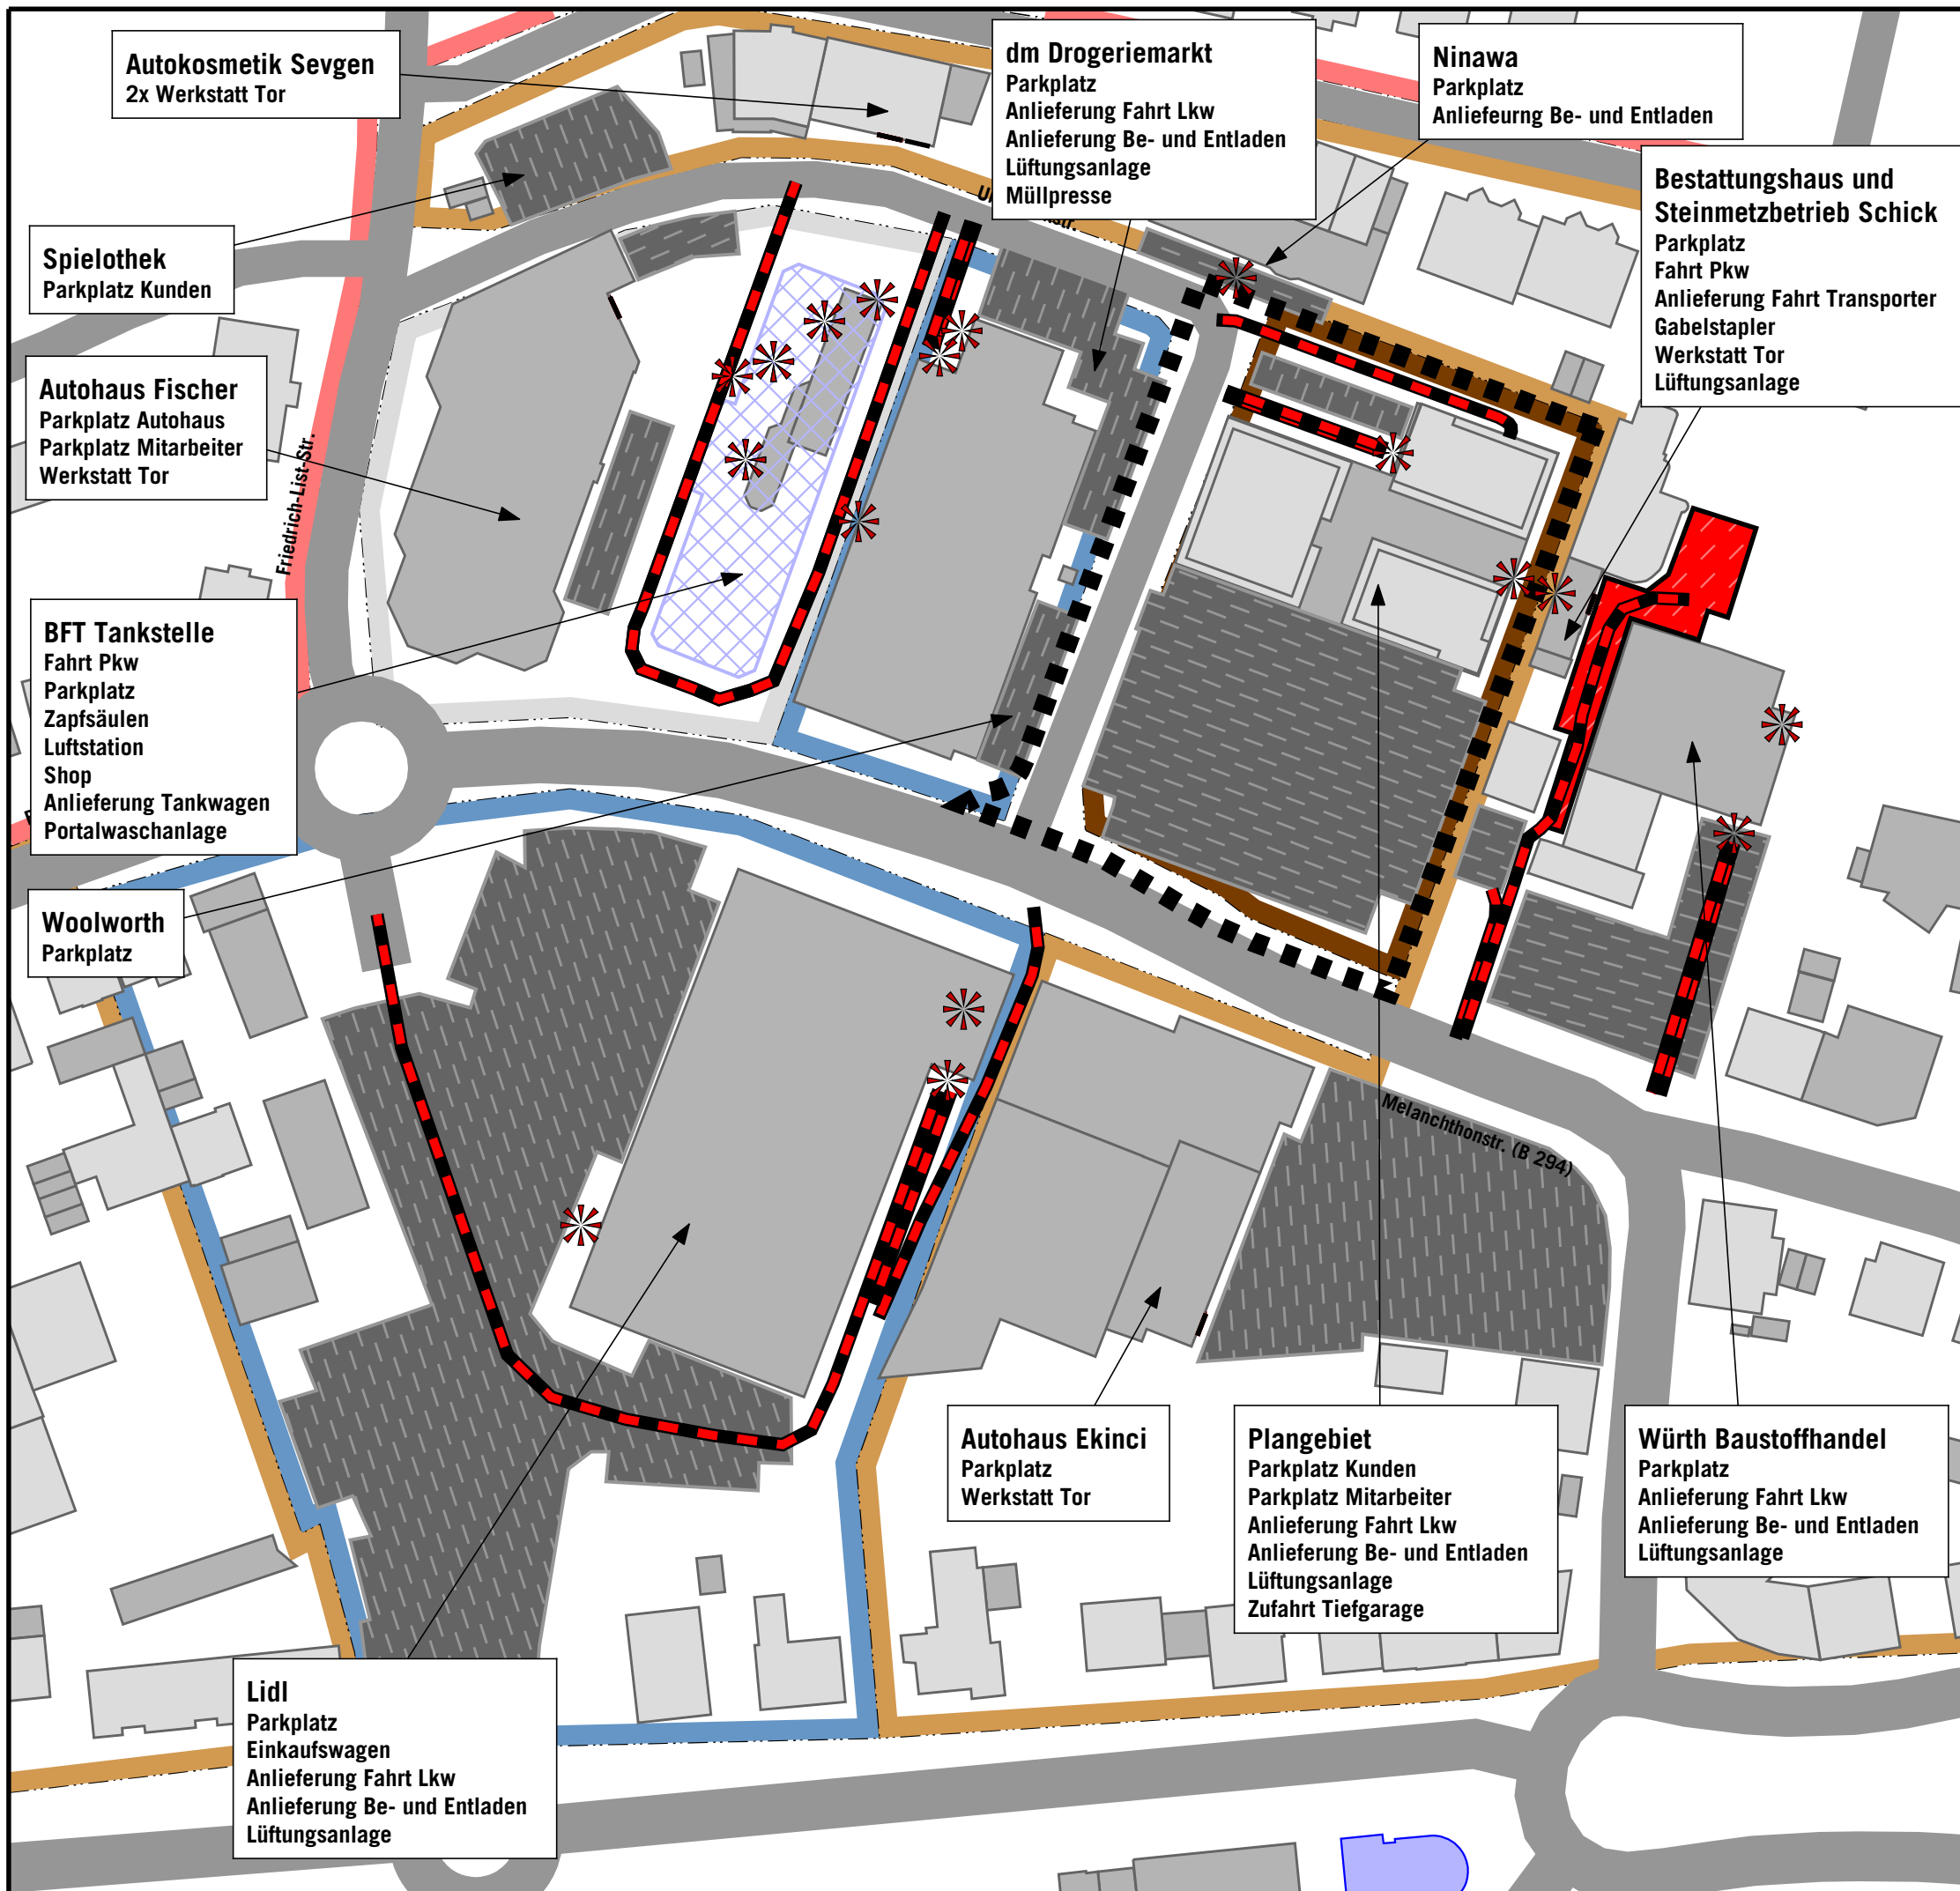 Autokosmetik Sevgen
2x Werkstatt Tor
dm Drogeriemarkt
Parkplatz
Anlieferung Fahrt Lkw
Anlieferung Be- und Entladen
Lüftungsanlage
Müllpresse
Ninawa
Parkplatz
Anliefeurng Be- und Entladen
Bestattungshaus und
Steinmetzbetrieb Schick
Parkplatz
Fahrt Pkw
Anlieferung Fahrt Transporter
Gabelstapler
Werkstatt Tor
Lüftungsanlage
Spielothek
Parkplatz Kunden
Autohaus Fischer
Parkplatz Autohaus
Parkplatz Mitarbeiter
Werkstatt Tor
Friedrich-List-Str.
BFT Tankstelle
Fahrt Pkw
Parkplatz
Zapfsäulen
Luftstation
Shop
Anlieferung Tankwagen
Portalwaschanlage
Woolworth
Parkplatz
Melanchthonstr. (B 294)
Autohaus Ekinci
Parkplatz
Werkstatt Tor
Plangebiet
Parkplatz Kunden
Parkplatz Mitarbeiter
Anlieferung Fahrt Lkw
Anlieferung Be- und Entladen
Lüftungsanlage
Zufahrt Tiefgarage
Würth Baustoffhandel
Parkplatz
Anlieferung Fahrt Lkw
Anlieferung Be- und Entladen
Lüftungsanlage
Lidl
Parkplatz
Einkaufswagen
Anlieferung Fahrt Lkw
Anlieferung Be- und Entladen
Lüftungsanlage